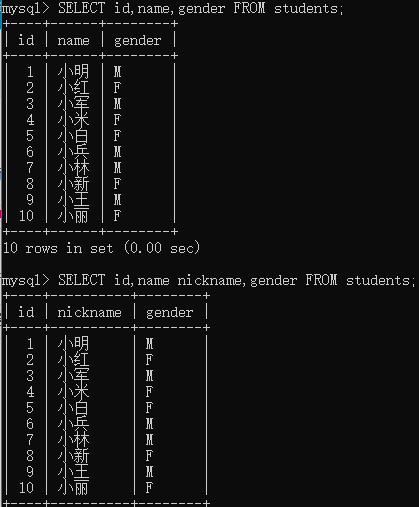 mysql> SELECT id,name,gender FROM students;
+----+--------+--------+
| id | name | gender |
+----+--------+--------+
| 1 | 小明 | M |
| 2 | 小红 | F |
| 3 | 小军 | M |
| 4 | 小米 | F |
| 5 | 小白 | F |
| 6 | 小兵 | M |
| 7 | 小林 | M |
| 8 | 小新 | F |
| 9 | 小王 | M |
| 10 | 小丽 | F |
+----+--------+--------+
10 rows in set (0.00 sec)
mysql> SELECT id,name nickname,gender FROM students;
+----+----------+--------+
| id | nickname | gender |
+----+----------+--------+
| 1 | 小明 | M |
| 2 | 小红 | F |
| 3 | 小军 | M |
| 4 | 小米 | F |
| 5 | 小白 | F |
| 6 | 小兵 | M |
| 7 | 小林 | M |
| 8 | 小新 | F |
| 9 | 小王 | M |
| 10 | 小丽 | F |
+----+----------+--------+